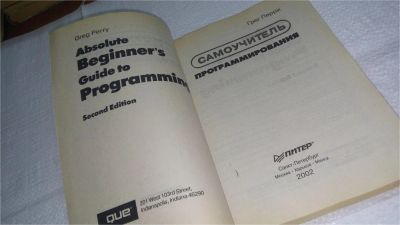 Greg Perry
Absolute
Beginner's
Guide to
Programming
Second Edition
QUE
201 West 103rd Street,
Indianapolis, Indiana 46290
Грег Перри
САМОУЧИТЕЛЬ
ПРОГРАММИРОВАНИЯ
ПИТЕР
Санкт-Петербург
Москва • Харьков • Минск
2002